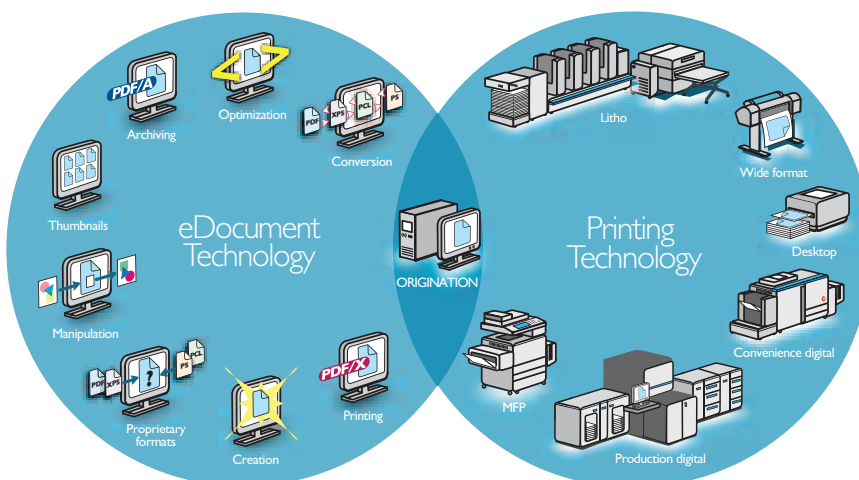 PDF/A
Archiving
Optimization
PDF
XPS
PCL
PS
Conversion
Thumbnails
eDocument
Technology
Manipulation
PDF
XPS
?
PS
PCL
Proprietary
formats
Creation
PDF/X
Printing
ORIGINATION
Litho
Wide format
Printing
Technology
Desktop
Convenience digital
MFP
Production digital